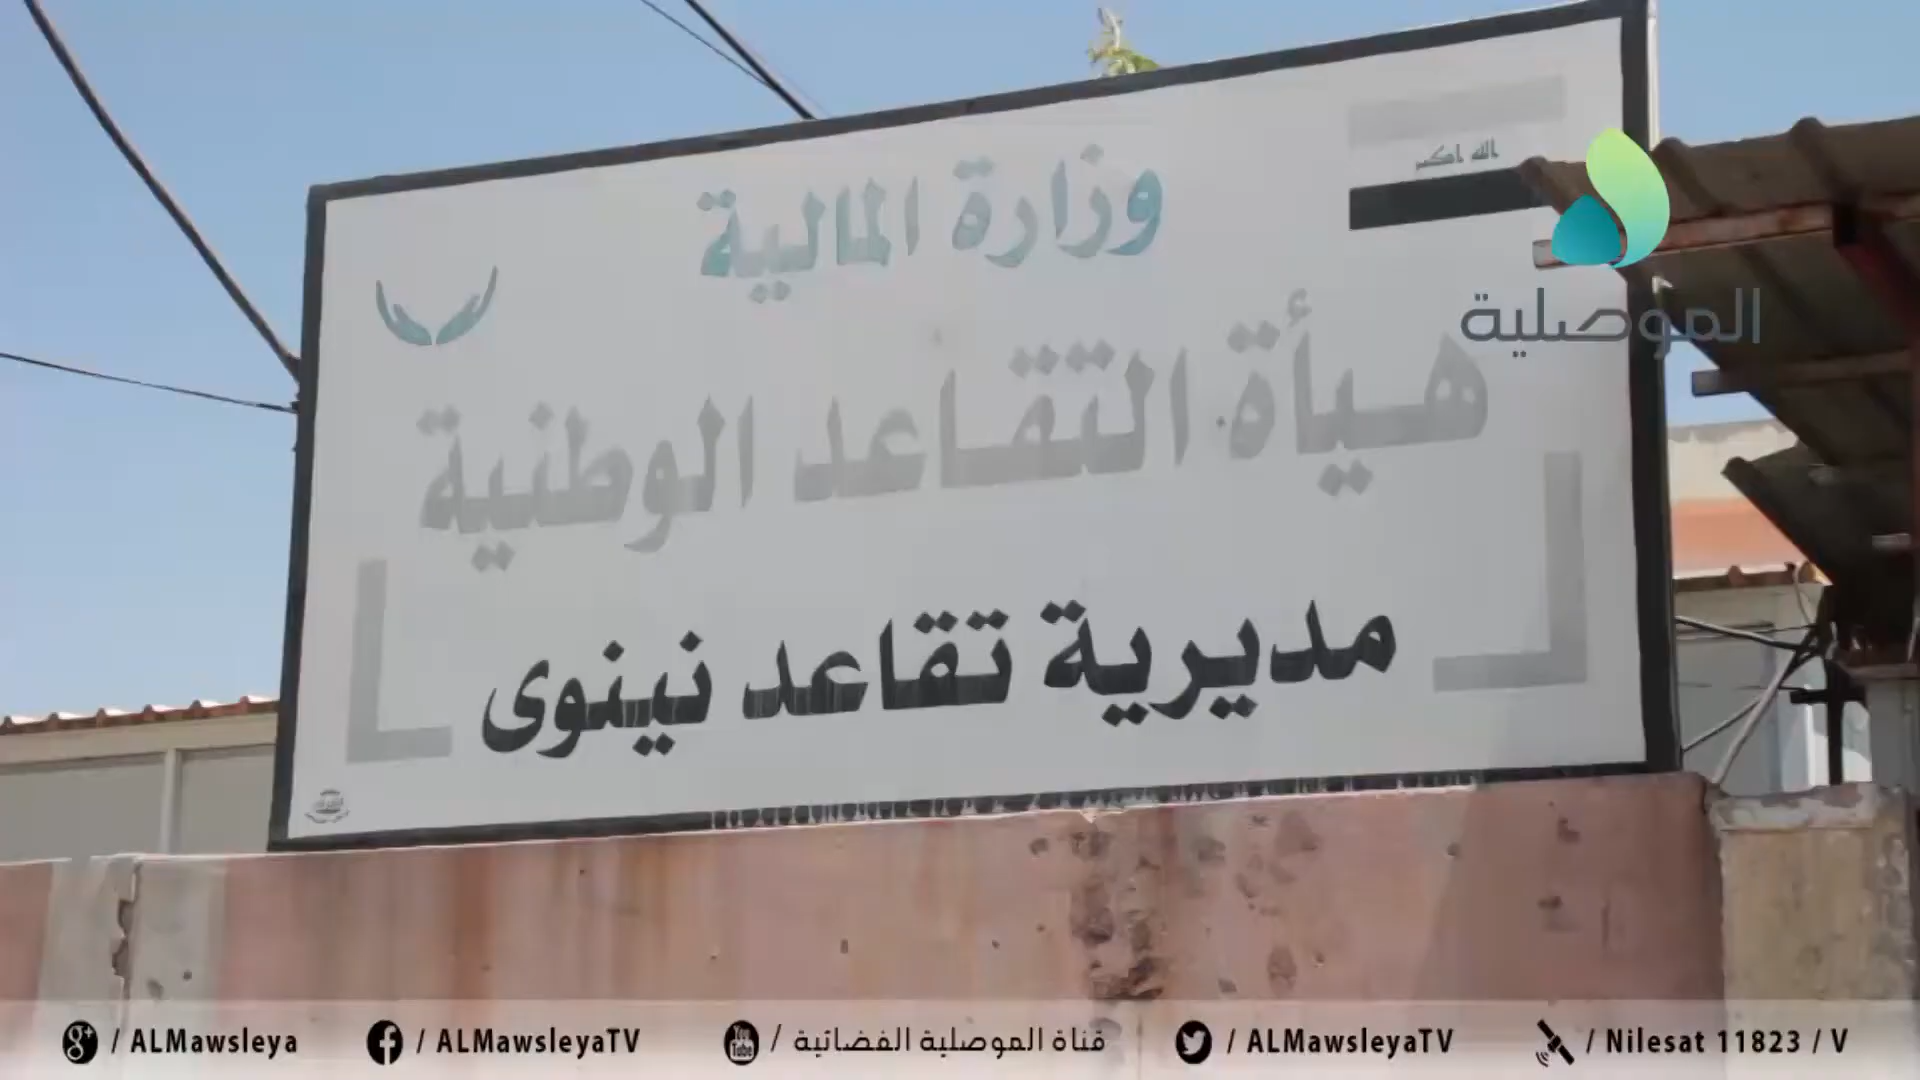 الله اكبر
وزارة المالية
الموصلية
هيأة التقاعد الوطنية
مديرية تقاعد نينوى
/ ALMawsleya / ALMawsleyaTV / قناة الموصلية الفضائية / ALMawsleyaTV / Nilesat 11823 / V